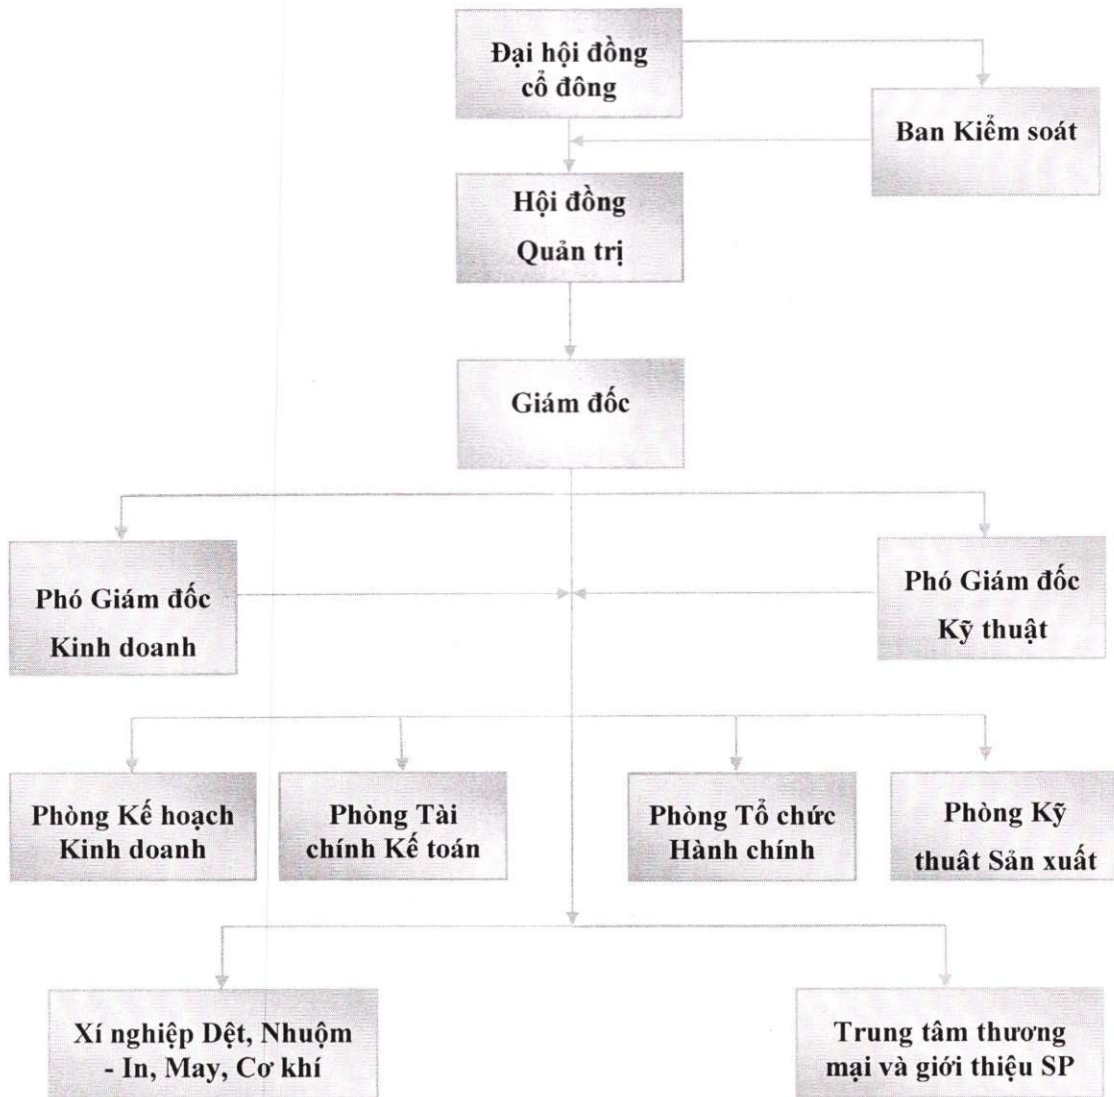 Đại hội đồng
cổ đông
Ban Kiểm soát
Hội đồng
Quản trị
Giám đốc
Phó Giám đốc
Kinh doanh
Phó Giám đốc
Kỹ thuật
Phòng Kế hoạch
Kinh doanh
Phòng Tài
chính Kế toán
Phòng Tổ chức
Hành chính
Phòng Kỹ
thuât Sản xuất
Xí nghiệp Dệt, Nhuộm
- In, May, Cơ khí
Trung tâm thương
mại và giới thiệu SP